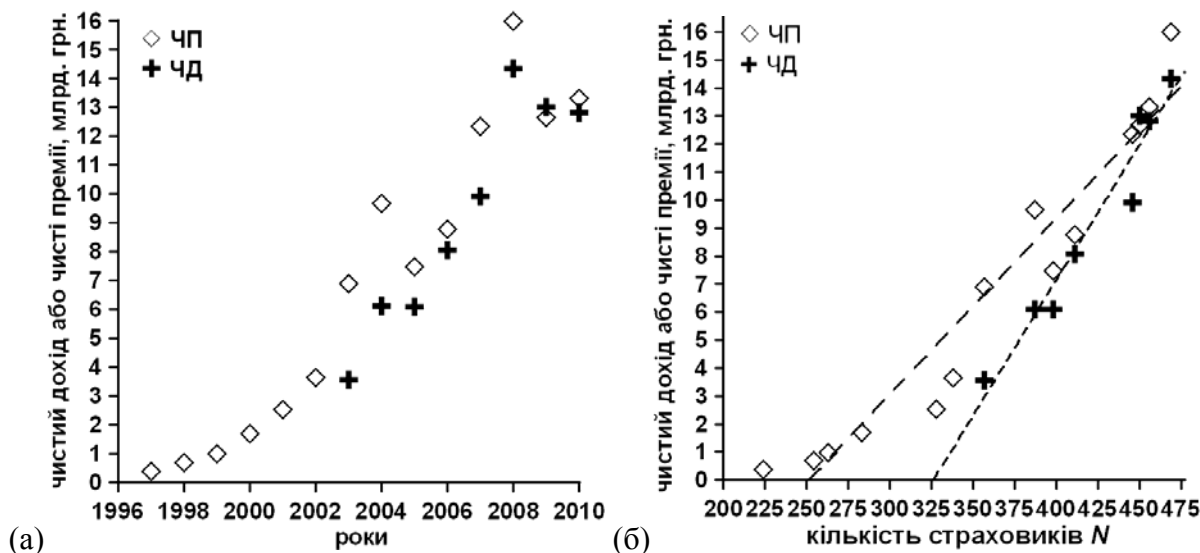 чистий дохід або чисті премії, млрд. грн.
16
15
14
13
12
11
10
9
8
7
6
5
4
3
2
1
0
ЧП
ЧД
1996 1998 2000 2002 2004 2006 2008 2010
роки
(а)
чистий дохід або чисті премії, млрд. грн.
16
15
14
13
12
11
10
9
8
7
6
5
4
3
2
1
0
ЧП
ЧД
200 225 250 275 300 325 350 375 400 425 450 475
кількість страховиків N
(б)